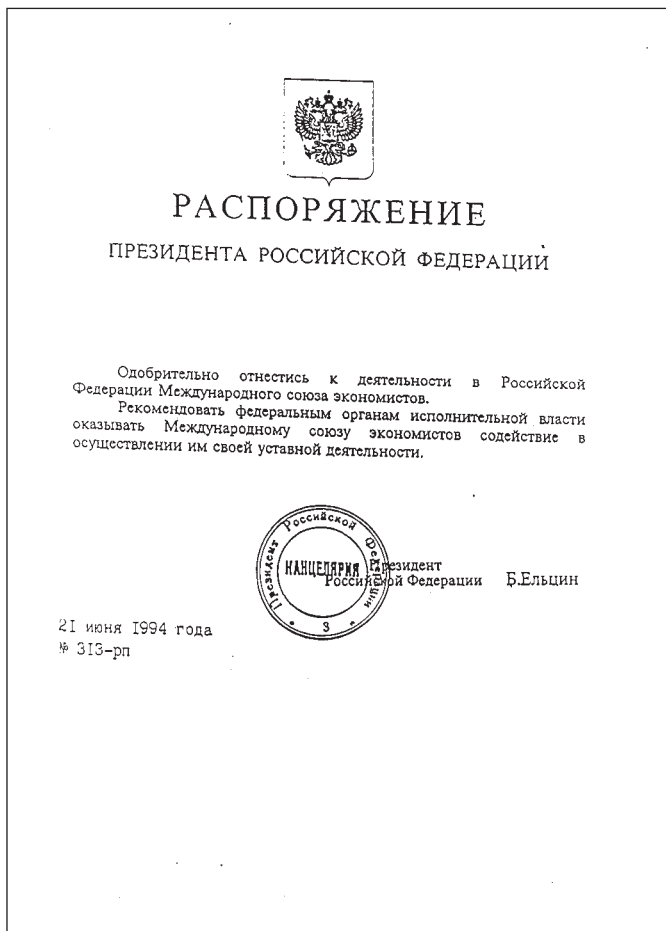 РАСПОРЯЖЕНИЕ
ПРЕЗИДЕНТА РОССИЙСКОЙ ФЕДЕРАЦИИ
Одобрительно отнестись к деятельности в Российской
Федерации Международного союза экономистов.
Рекомендовать федеральным органам исполнительной власти
оказывать Международному союзу экономистов содействие в
осуществлении им своей уставной деятельности.
Президент Российской Федерации
КАНЦЕЛЯРИЯ
3
Президент
Российской Федерации Б.Ельцин
21 июня 1994 года
№ 313-рп